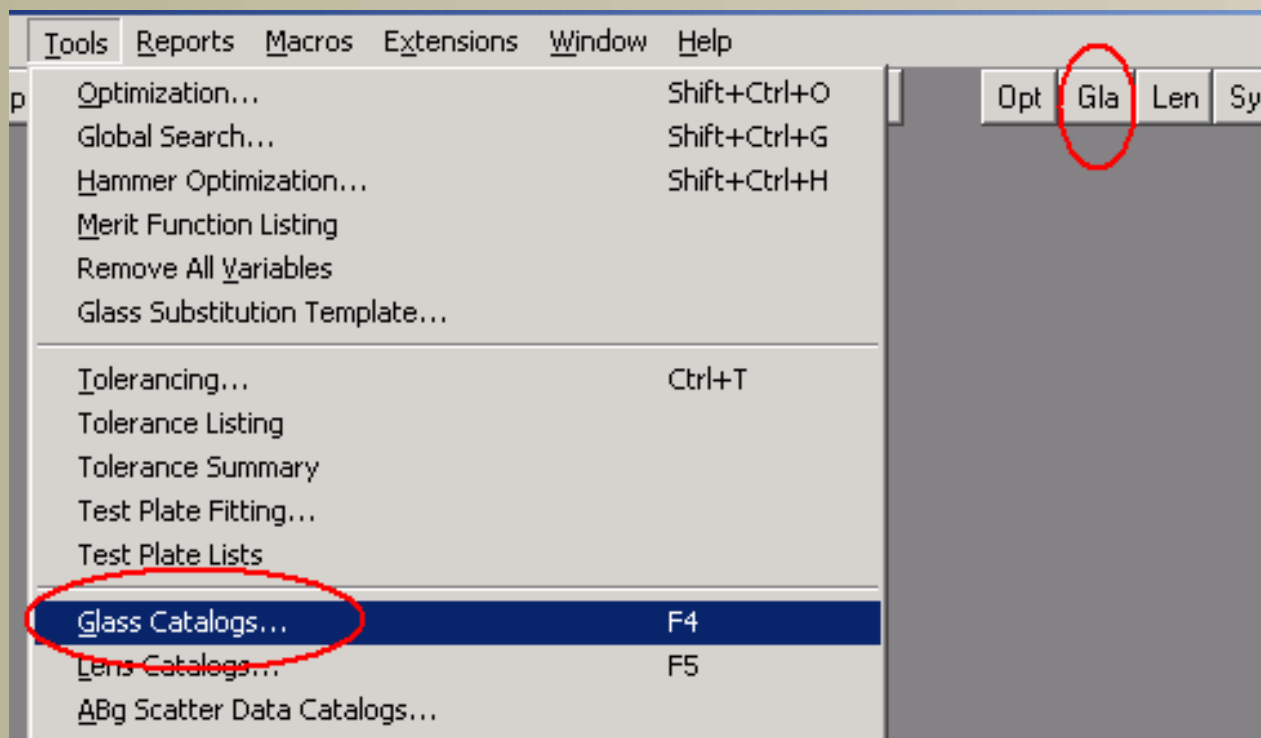 Tools Reports Macros Extensions Window Help
p Opt Gla Len Sy
Optimization... Shift+Ctrl+O
Global Search... Shift+Ctrl+G
Hammer Optimization... Shift+Ctrl+H
Merit Function Listing
Remove All Variables
Glass Substitution Template...
Tolerancing... Ctrl+T
Tolerance Listing
Tolerance Summary
Test Plate Fitting...
Test Plate Lists
Glass Catalogs... F4
Lens Catalogs... F5
ABg Scatter Data Catalogs...